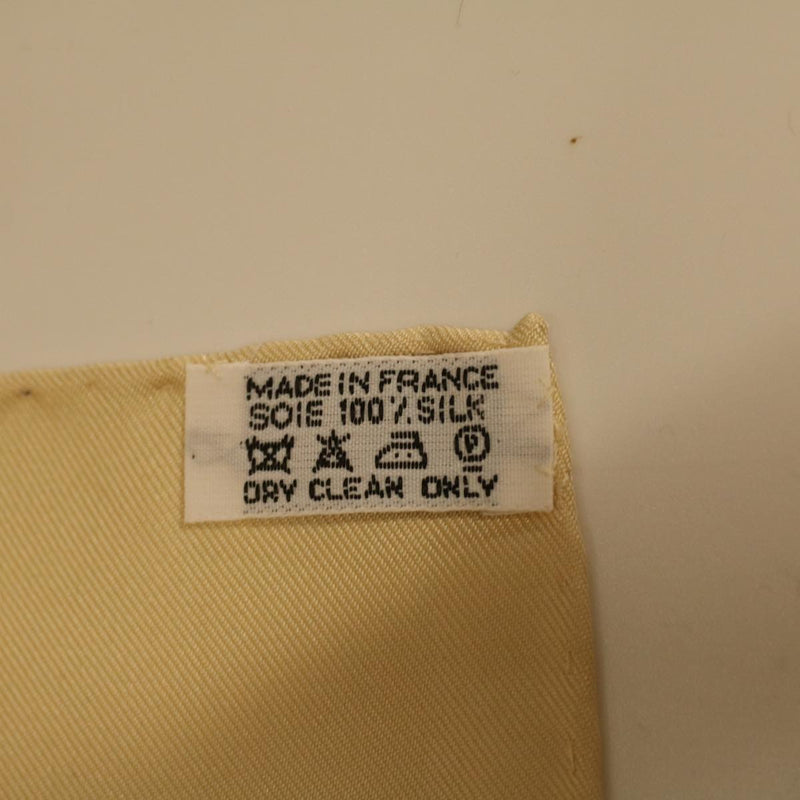 MADE IN FRANCE
SOIE 100% SILK
P
DRY CLEAN ONLY